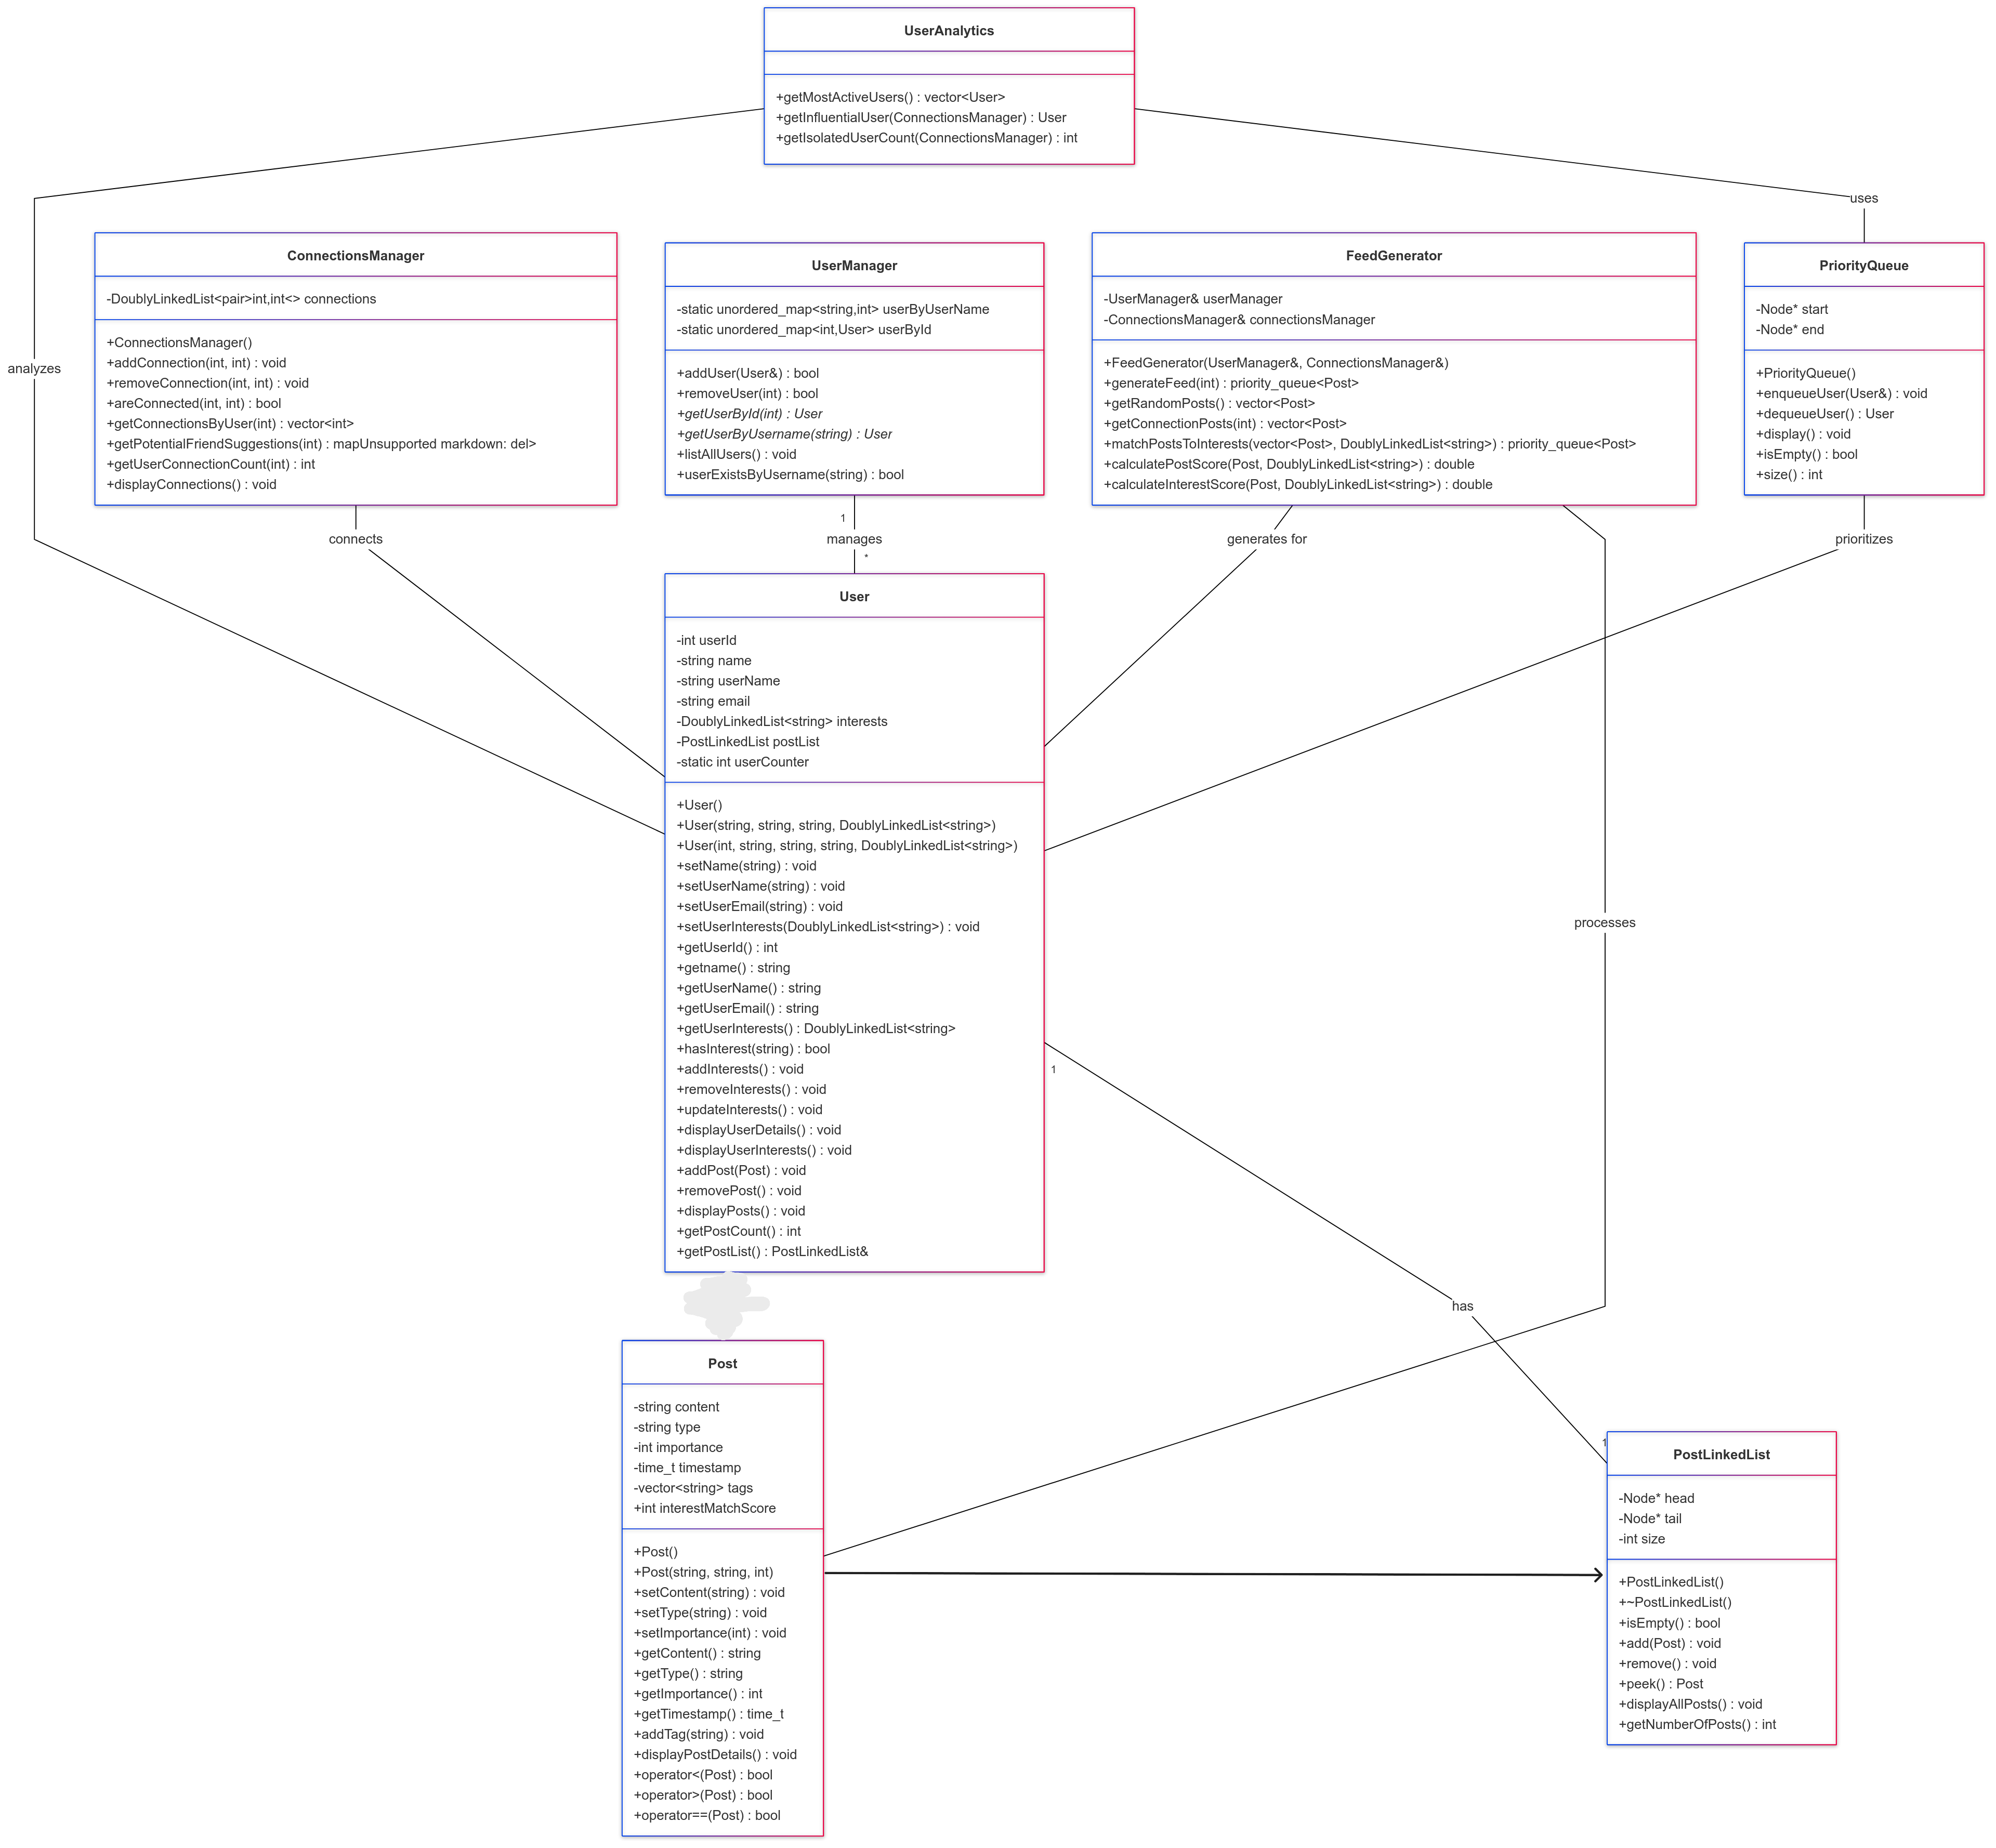 UserAnalytics
+getMostActiveUsers() : vector<User>
+getInfluentialUser(ConnectionsManager) : User
+getIsolatedUserCount(ConnectionsManager) : int
uses
analyzes
ConnectionsManager
-DoublyLinkedList<pair>int,int<> connections
+ConnectionsManager()
+addConnection(int, int) : void
+removeConnection(int, int) : void
+areConnected(int, int) : bool
+getConnectionsByUser(int) : vector<int>
+getPotentialFriendSuggestions(int) : mapUnsupported markdown: del>
+getUserConnectionCount(int) : int
+displayConnections() : void
UserManager
-static unordered_map<string,int> userByUserName
-static unordered_map<int,User> userById
+addUser(User&) : bool
+removeUser(int) : bool
+getUserById(int) : User
+getUserByUsername(string) : User
+listAllUsers() : void
+userExistsByUsername(string) : bool
FeedGenerator
-UserManager& userManager
-ConnectionsManager& connectionsManager
+FeedGenerator(UserManager&, ConnectionsManager&)
+generateFeed(int) : priority_queue<Post>
+getRandomPosts() : vector<Post>
+getConnectionPosts(int) : vector<Post>
+matchPostsToInterests(vector<Post>, DoublyLinkedList<string>) : priority_queue<Post>
+calculatePostScore(Post, DoublyLinkedList<string>) : double
+calculateInterestScore(Post, DoublyLinkedList<string>) : double
PriorityQueue
-Node* start
-Node* end
+PriorityQueue()
+enqueueUser(User&) : void
+dequeueUser() : User
+display() : void
+isEmpty() : bool
+size() : int
connects
1
manages
*
generates for
prioritizes
User
-int userId
-string name
-string userName
-string email
-DoublyLinkedList<string> interests
-PostLinkedList postList
-static int userCounter
+User()
+User(string, string, string, DoublyLinkedList<string>)
+User(int, string, string, string, DoublyLinkedList<string>)
+setName(string) : void
+setUserName(string) : void
+setUserEmail(string) : void
+setUserInterests(DoublyLinkedList<string>) : void
+getUserId() : int
+getname() : string
+getUserName() : string
+getUserEmail() : string
+getUserInterests() : DoublyLinkedList<string>
+hasInterest(string) : bool
+addInterests() : void
+removeInterests() : void
+updateInterests() : void
+displayUserDetails() : void
+displayUserInterests() : void
+addPost(Post) : void
+removePost() : void
+displayPosts() : void
+getPostCount() : int
+getPostList() : PostLinkedList&
processes
1
has
1
Post
-string content
-string type
-int importance
-time_t timestamp
-vector<string> tags
+int interestMatchScore
+Post()
+Post(string, string, int)
+setContent(string) : void
+setType(string) : void
+setImportance(int) : void
+getContent() : string
+getType() : string
+getImportance() : int
+getTimestamp() : time_t
+addTag(string) : void
+displayPostDetails() : void
+operator<(Post) : bool
+operator>(Post) : bool
+operator==(Post) : bool
PostLinkedList
-Node* head
-Node* tail
-int size
+PostLinkedList()
+~PostLinkedList()
+isEmpty() : bool
+add(Post) : void
+remove() : void
+peek() : Post
+displayAllPosts() : void
+getNumberOfPosts() : int